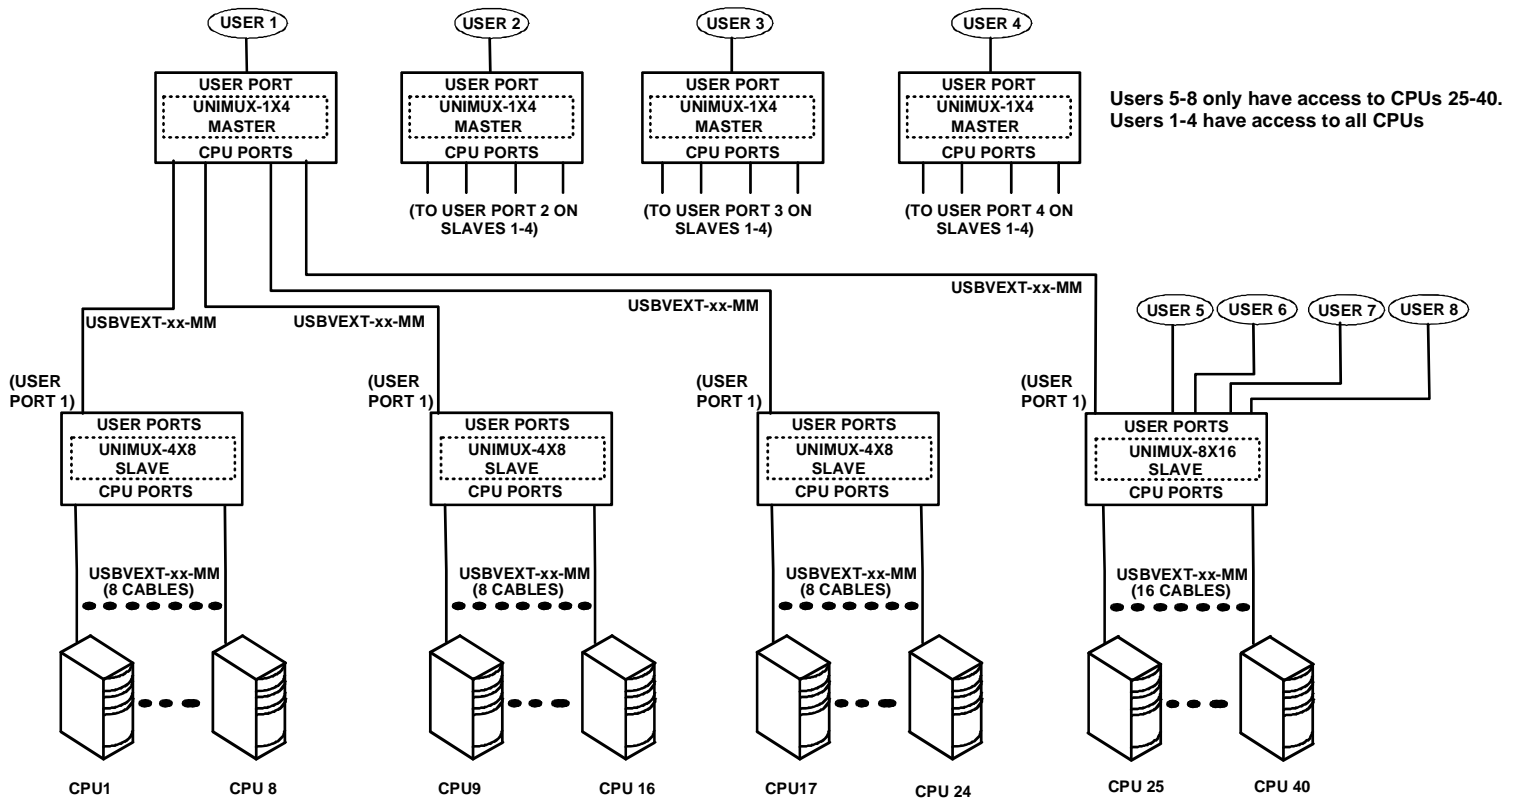 USER 1
USER 2
USER 3
USER 4
USER PORT
UNIMUX-1X4
MASTER
CPU PORTS
USER PORT
UNIMUX-1X4
MASTER
CPU PORTS
USER PORT
UNIMUX-1X4
MASTER
CPU PORTS
USER PORT
UNIMUX-1X4
MASTER
CPU PORTS
Users 5-8 only have access to CPUs 25-40.
Users 1-4 have access to all CPUs
(TO USER PORT 2 ON
SLAVES 1-4)
(TO USER PORT 3 ON
SLAVES 1-4)
(TO USER PORT 4 ON
SLAVES 1-4)
USBVEXT-xx-MM
USBVEXT-xx-MM
USBVEXT-xx-MM
USBVEXT-xx-MM
USER 5
USER 6
USER 7
USER 8
(USER
PORT 1)
(USER
PORT 1)
(USER
PORT 1)
(USER
PORT 1)
USER PORTS
UNIMUX-4X8
SLAVE
CPU PORTS
USER PORTS
UNIMUX-4X8
SLAVE
CPU PORTS
USER PORTS
UNIMUX-4X8
SLAVE
CPU PORTS
USER PORTS
UNIMUX-8X16
SLAVE
CPU PORTS
USBVEXT-xx-MM
(8 CABLES)
USBVEXT-xx-MM
(8 CABLES)
USBVEXT-xx-MM
(8 CABLES)
USBVEXT-xx-MM
(16 CABLES)
CPU1
CPU 8
CPU9
CPU 16
CPU17
CPU 24
CPU 25
CPU 40